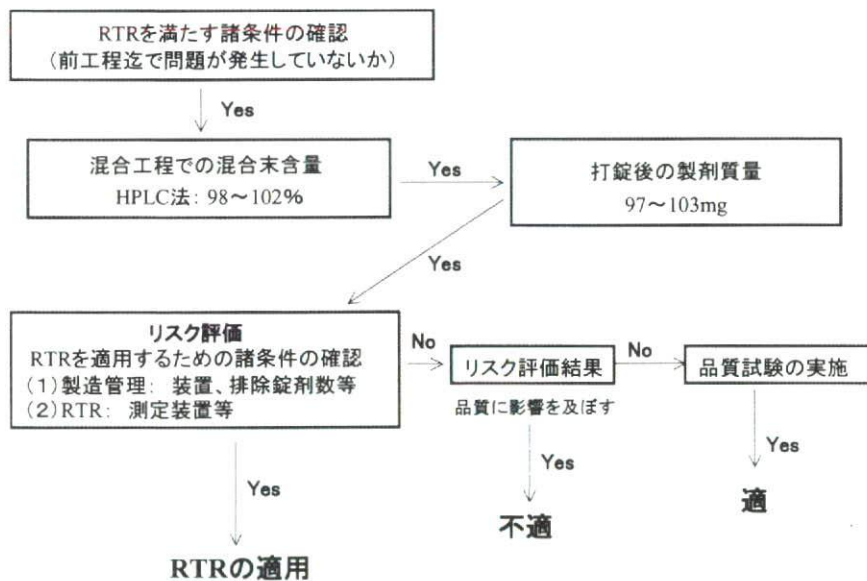 RTRを満たす諸条件の確認
(前工程迄で問題が発生していないか)
Yes
混合工程での混合末含量
HPLC法: 98～102%
Yes
打錠後の製剤質量
97～103mg
Yes
リスク評価
RTRを適用するための諸条件の確認
(1)製造管理: 装置、排除錠剤数等
(2)RTR: 測定装置等
No
リスク評価結果
品質に影響を及ぼす
No
品質試験の実施
Yes
Yes
Yes
適
不適
RTRの適用